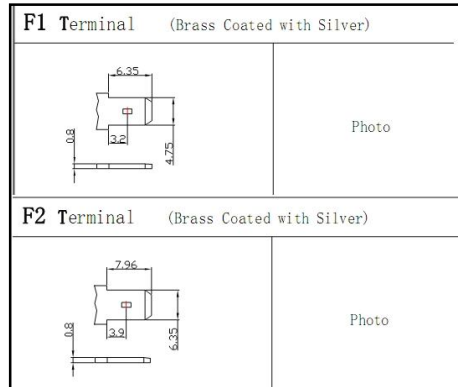 F1 Terminal (Brass Coated with Silver)
6.35
3.2
0.8
4.75
Photo
F2 Terminal (Brass Coated with Silver)
7.96
3.9
0.8
6.35
Photo